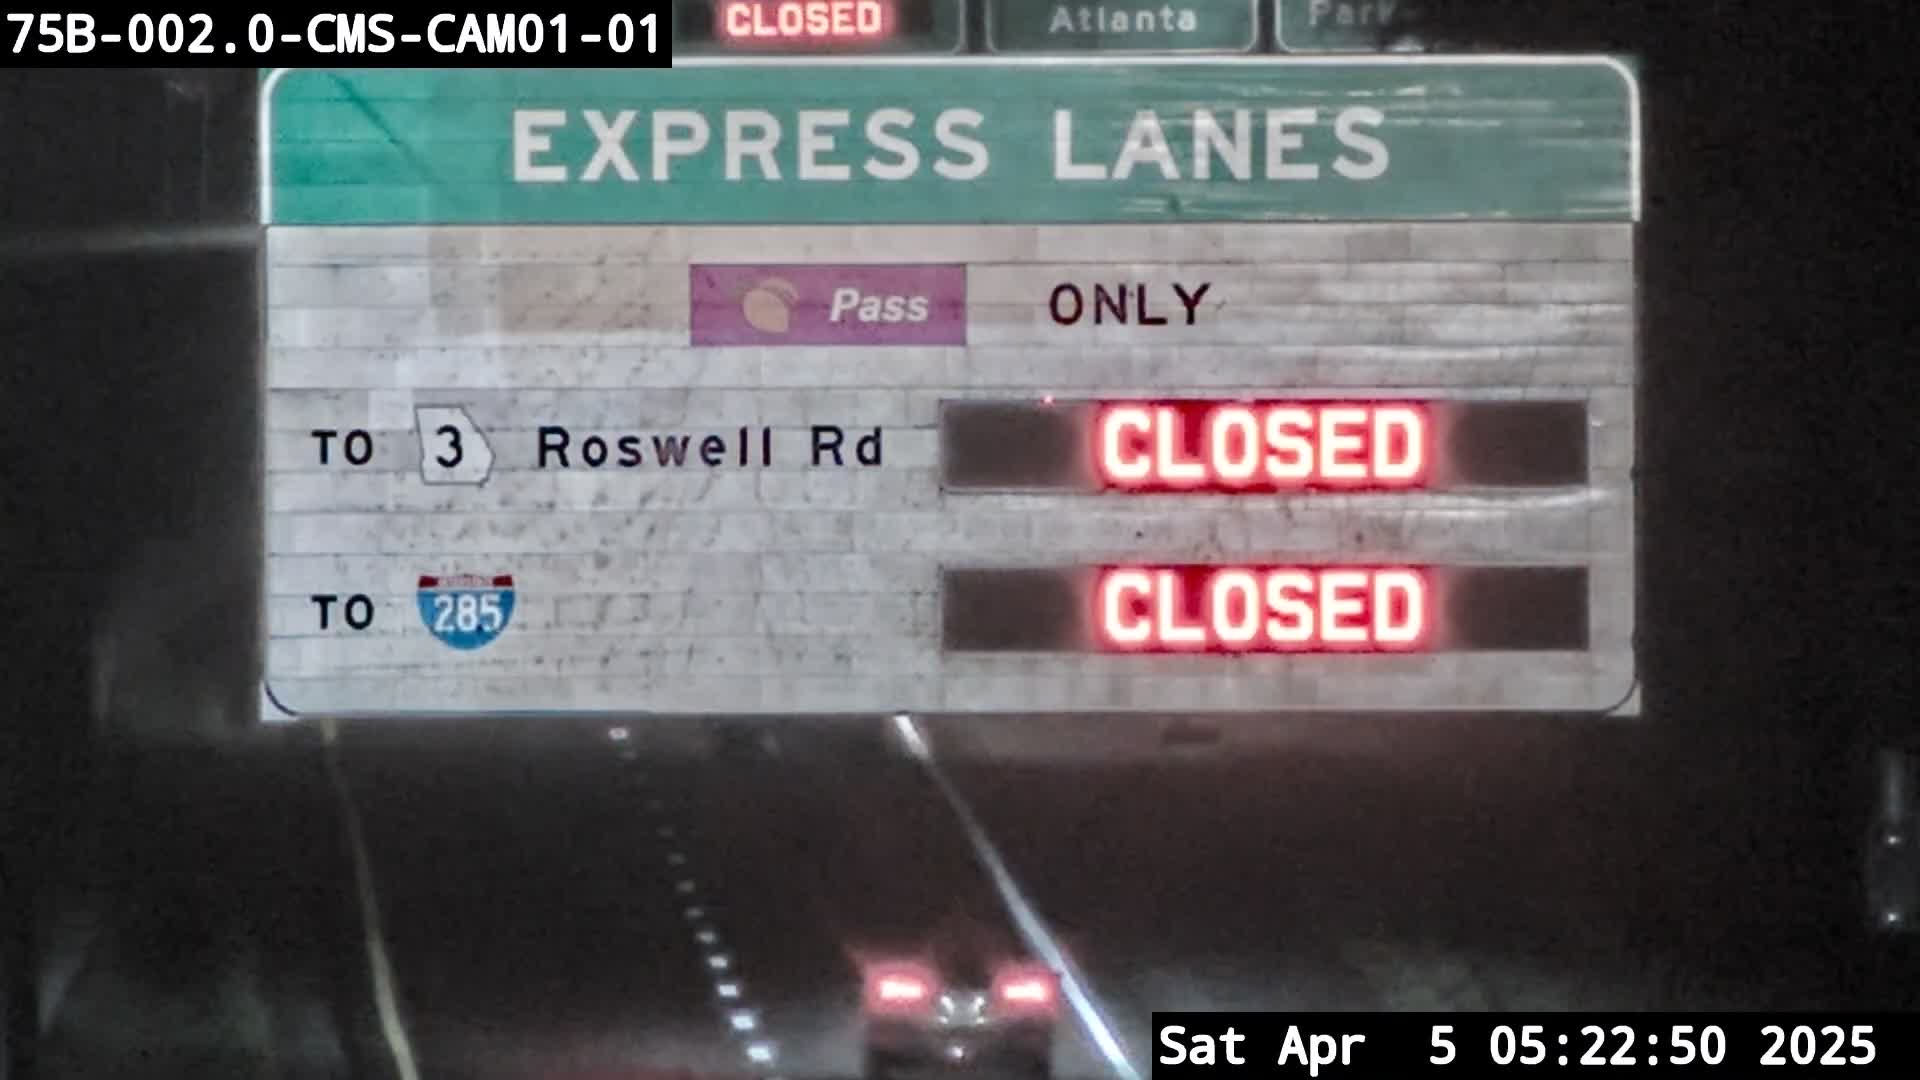 75B-002.0-CMS-CAM01-01
CLOSED
Atlanta
EXPRESS LANES
Pass ONLY
TO 3 Roswell Rd CLOSED
TO 285 CLOSED
Sat Apr 5 05:22:50 2025